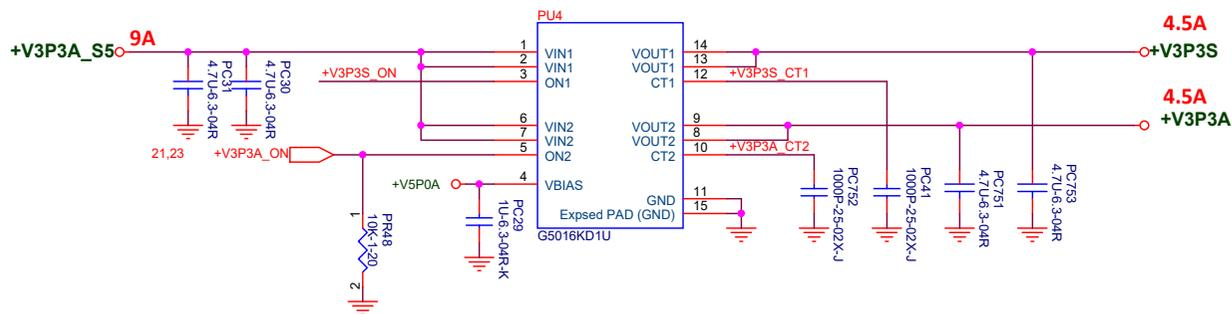 PU4
4.5A
+V3P3A_S5
9A
1
VIN1
VOUT1
14
+V3P3S
2
VIN1
VOUT1
13
+V3P3S_ON
3
ON1
CT1
12
+V3P3S_CT1
PC31
4.7U-6.3-04R
PC30
4.7U-6.3-04R
4.5A
6
VIN2
VOUT2
9
+V3P3A
7
VIN2
VOUT2
8
21,23
+V3P3A_ON
5
ON2
CT2
10
+V3P3A_CT2
+V5P0A
4
VBIAS
GND
11
Expsed PAD (GND)
15
G5016KD1U
1
PR48
10K-1-20
2
PC29
1U-6.3-04R-K
PC752
1000P-25-02X-J
PC41
1000P-25-02X-J
PC751
4.7U-6.3-04R
PC753
4.7U-6.3-04R